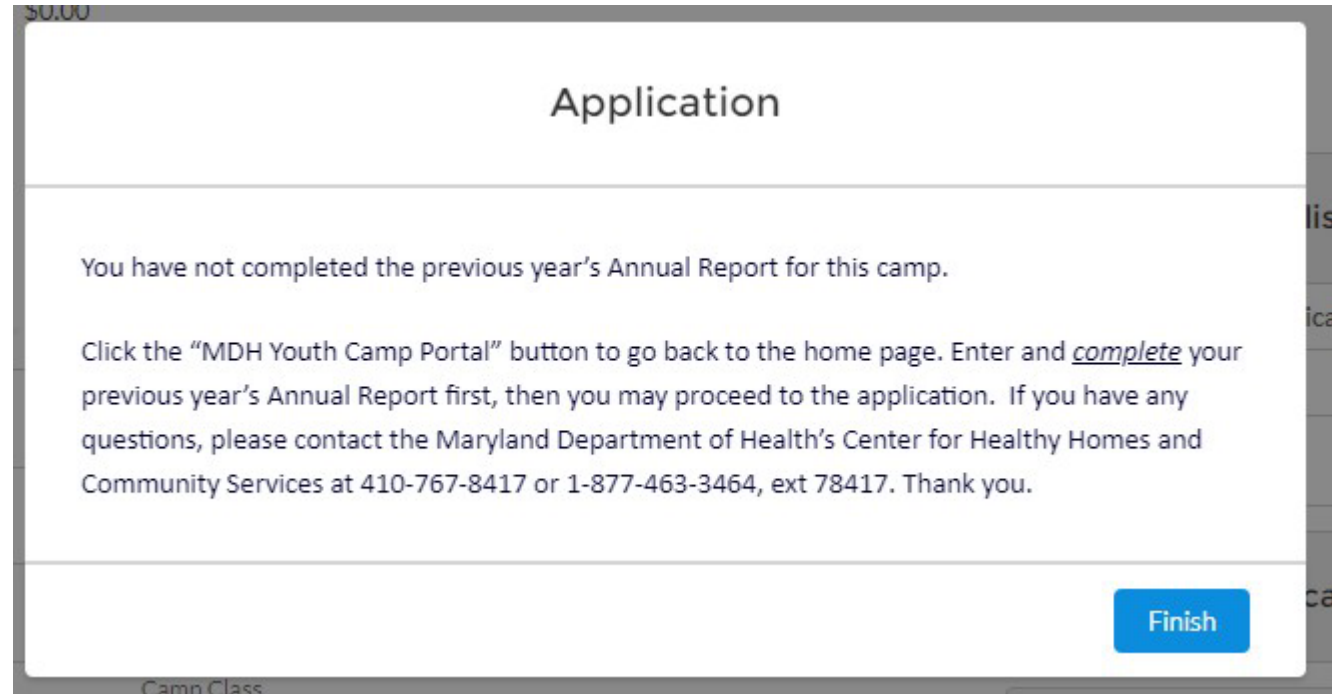 $0.00
Application
You have not completed the previous year’s Annual Report for this camp.
Click the “MDH Youth Camp Portal” button to go back to the home page. Enter and complete your
previous year’s Annual Report first, then you may proceed to the application.  If you have any
questions, please contact the Maryland Department of Health’s Center for Healthy Homes and
Community Services at 410-767-8417 or 1-877-463-3464, ext 78417. Thank you.
Finish
Camp Class